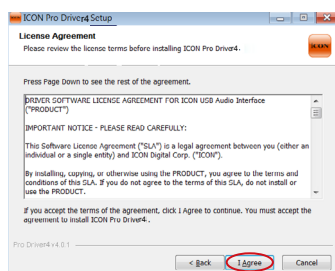 ICON Pro Driver4 Setup
License Agreement
Please review the license terms before installing ICON Pro Driver4.
ICON
Press Page Down to see the rest of the agreement.
DRIVER SOFTWARE LICENSE AGREEMENT FOR ICON USB Audio Interface
("PRODUCT")
IMPORTANT NOTICE - PLEASE READ CAREFULLY:
This Software License Agreement ("SLA") is a legal agreement between you (either an
individual or a single entity) and ICON Digital Corp. ("ICON").
By installing, copying, or otherwise using the PRODUCT, you agree to the terms and
conditions of this SLA. If you do not agree to the terms of this SLA, do not install or
use the PRODUCT.
If you accept the terms of the agreement, click I Agree to continue. You must accept the
agreement to install ICON Pro Driver4.
Pro Driver4 v4.8.1
< Back
I Agree
Cancel